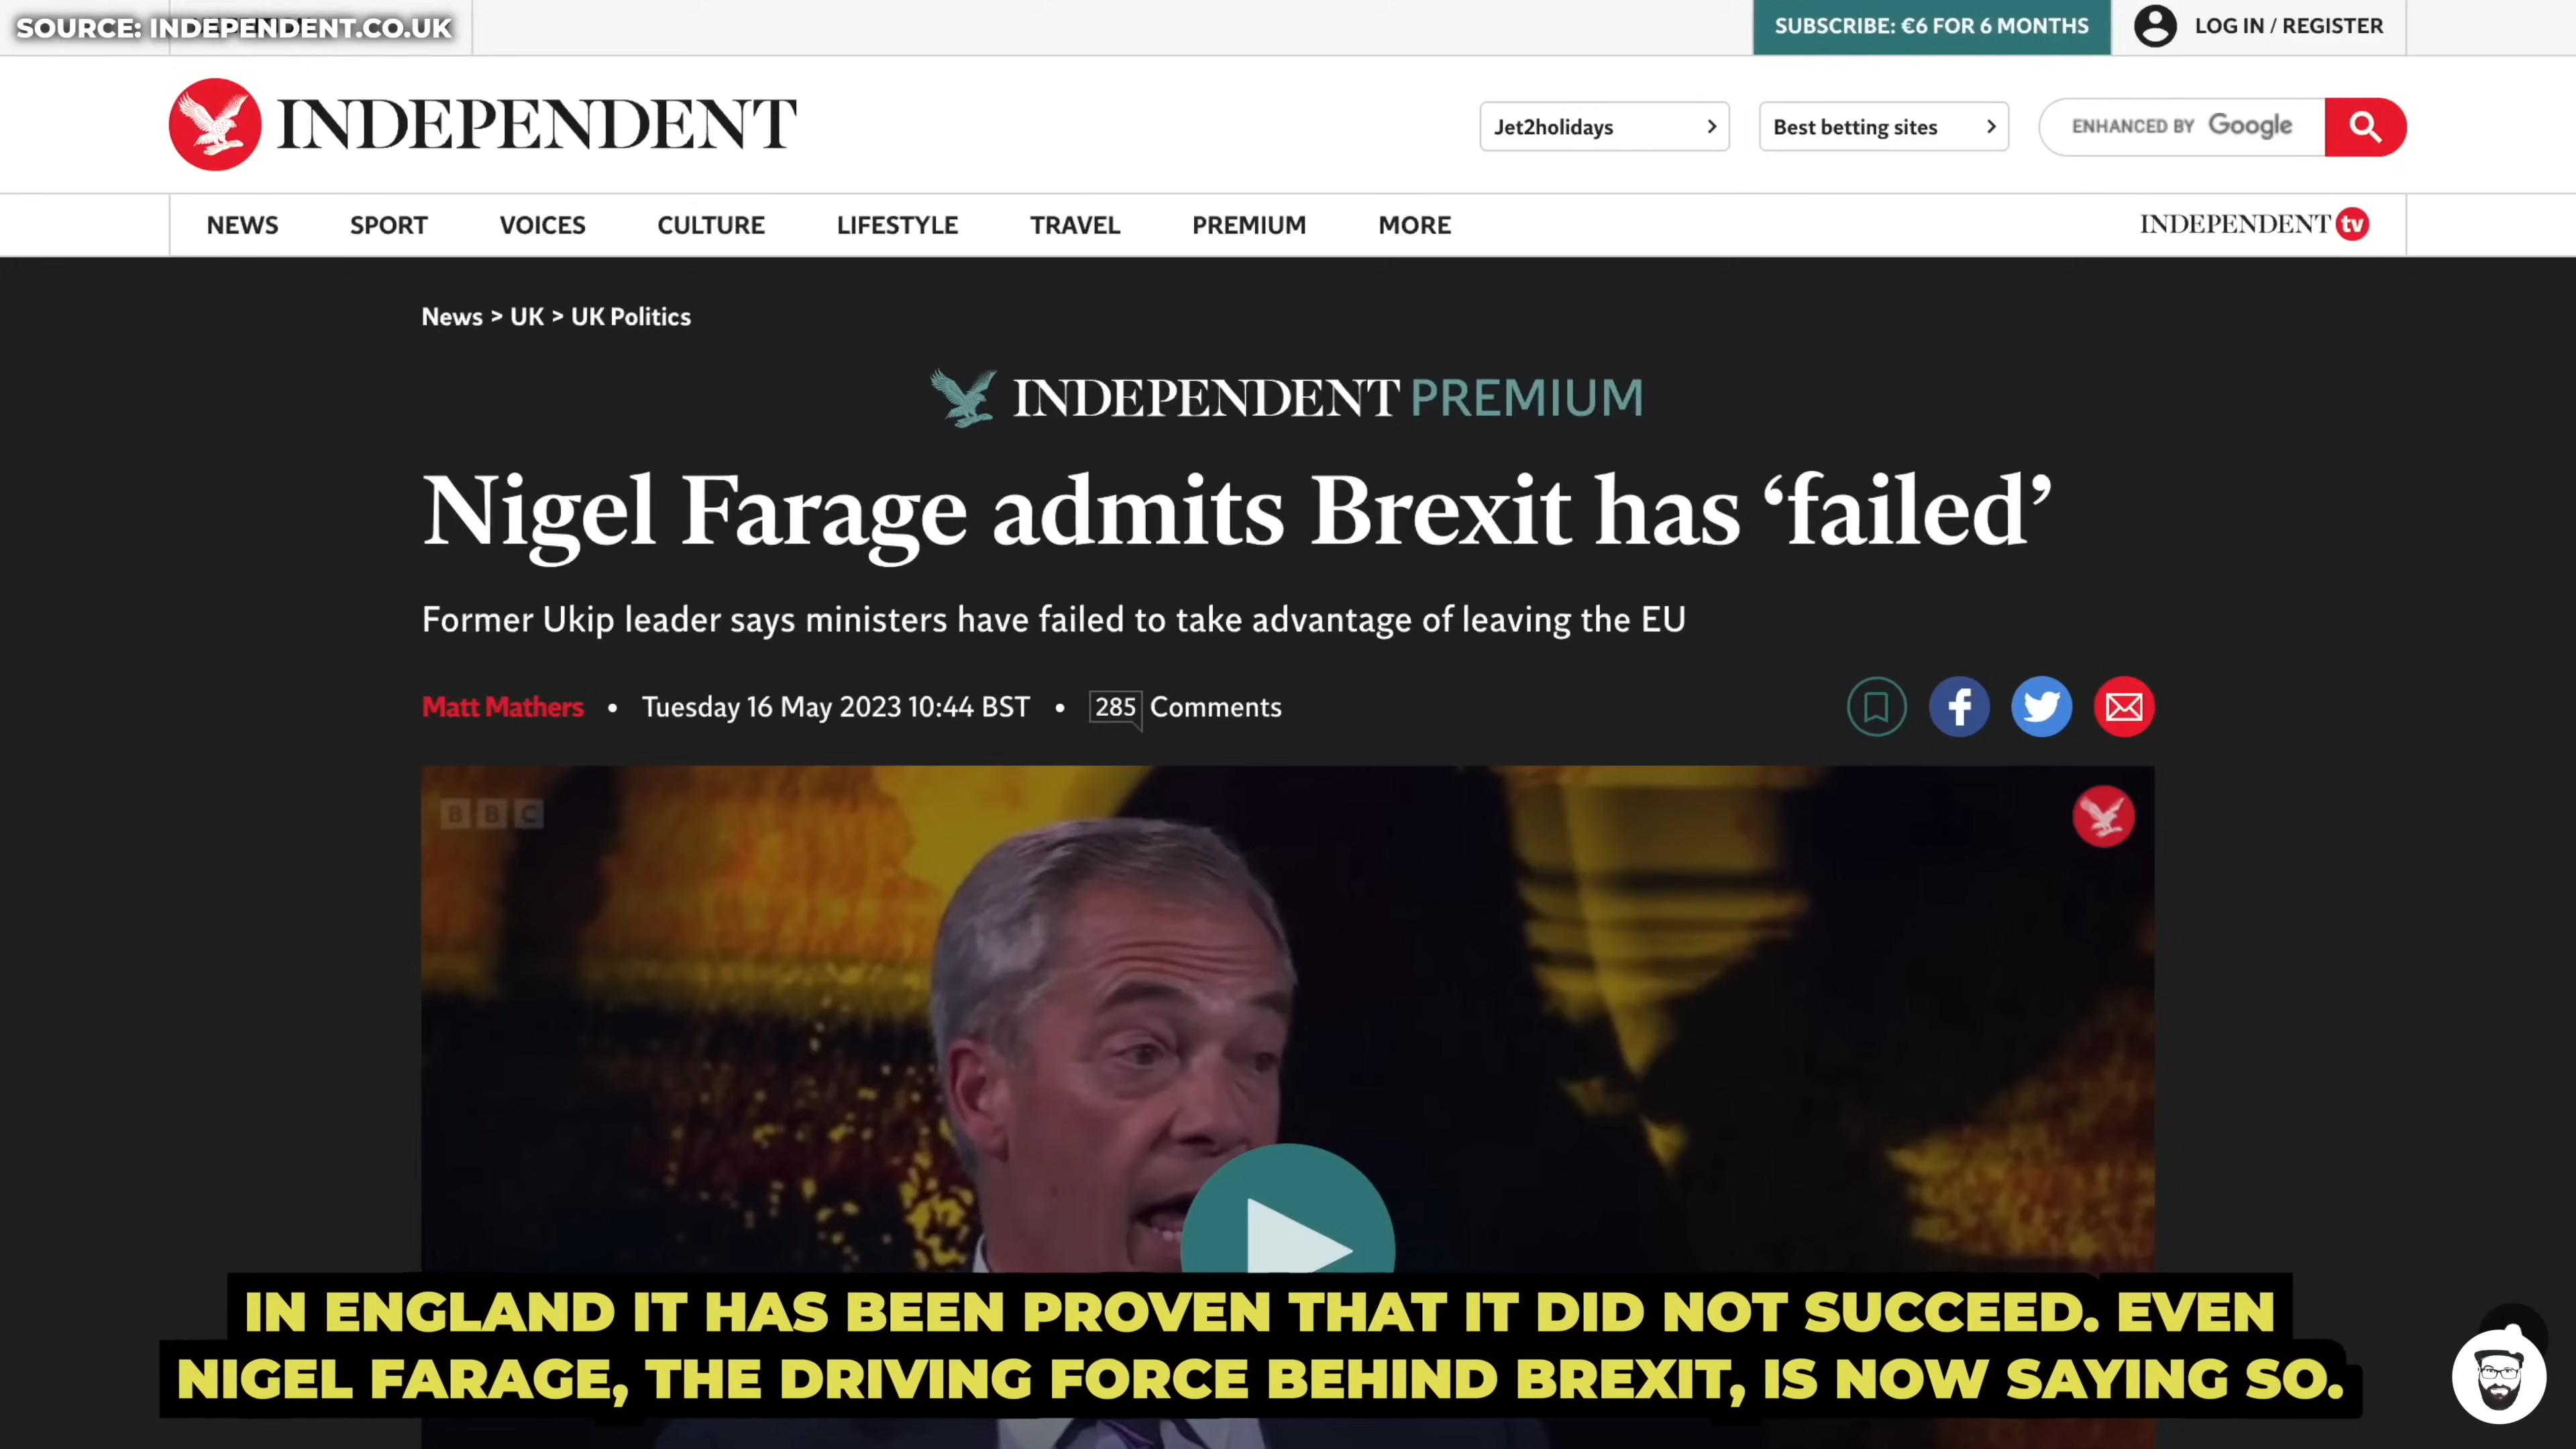 SOURCE: INDEPENDENT.CO.UK
SUBSCRIBE: €6 FOR 6 MONTHS
LOG IN / REGISTER
INDEPENDENT
Jet2holidays
Best betting sites
ENHANCED BY Google
NEWS
SPORT
VOICES
CULTURE
LIFESTYLE
TRAVEL
PREMIUM
MORE
INDEPENDENT tv
News > UK > UK Politics
INDEPENDENT PREMIUM
Nigel Farage admits Brexit has ‘failed’
Former Ukip leader says ministers have failed to take advantage of leaving the EU
Matt Mathers • Tuesday 16 May 2023 10:44 BST • 285 Comments
BBC
IN ENGLAND IT HAS BEEN PROVEN THAT IT DID NOT SUCCEED. EVEN
NIGEL FARAGE, THE DRIVING FORCE BEHIND BREXIT, IS NOW SAYING SO.